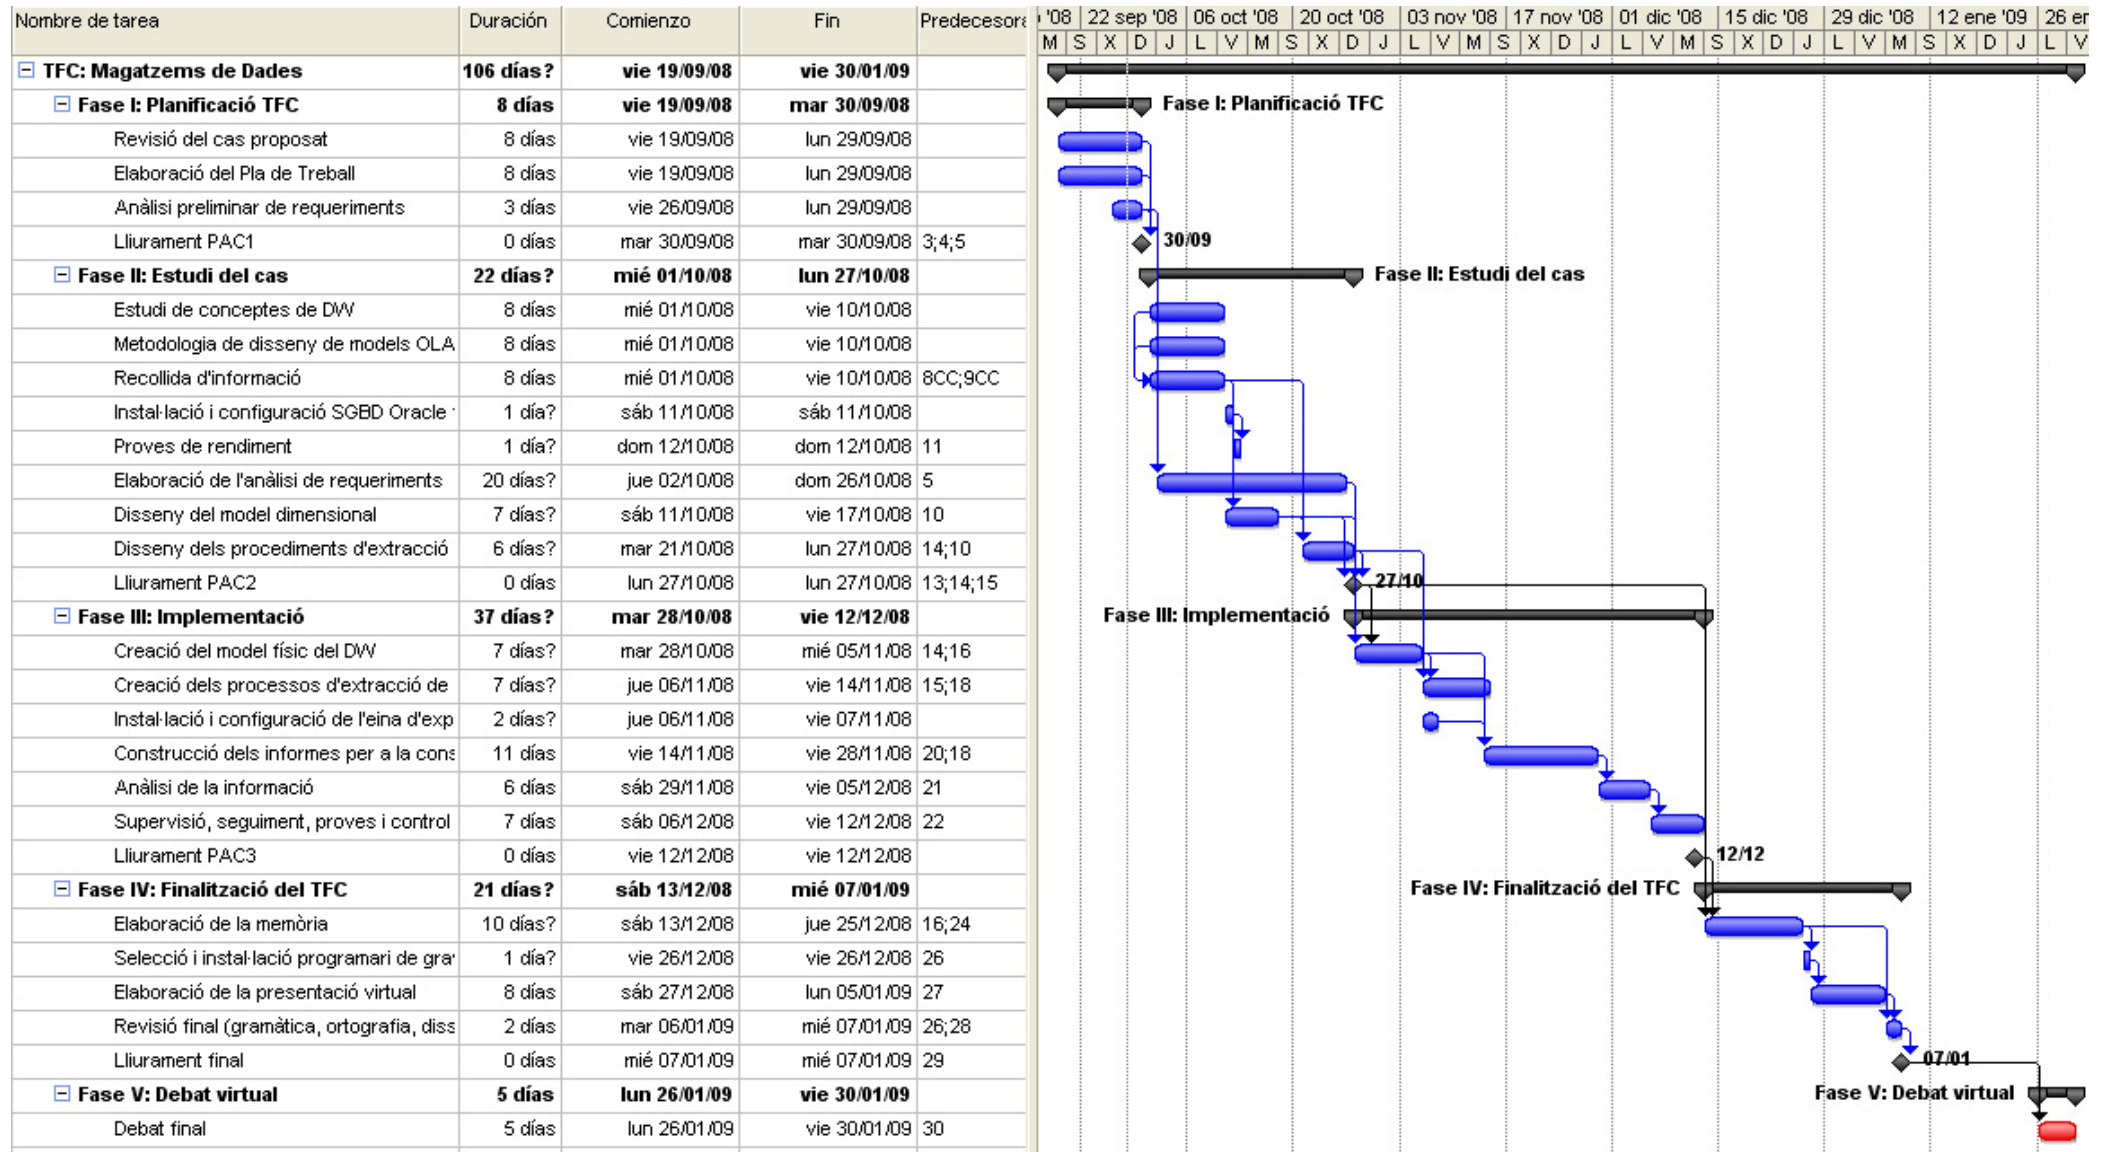 Nombre de tarea Duración Comienzo Fin Predecesora '08 22 sep '08 06 oct '08 20 oct '08 03 nov '08 17 nov '08 01 dic '08 15 dic '08 29 dic '08 12 ene '09 26 er
M S X D J L V M S X D J L V M S X D J L V M S X D J L V M S X D J L V
TFC: Magatzems de Dades 106 días? vie 19/09/08 vie 30/01/09
Fase I: Planificació TFC 8 días vie 19/09/08 mar 30/09/08 Fase I: Planificació TFC
Revisió del cas proposat 8 días vie 19/09/08 lun 29/09/08
Elaboració del Pla de Treball 8 días vie 19/09/08 lun 29/09/08
Anàlisi preliminar de requeriments 3 días vie 26/09/08 lun 29/09/08
Lliurament PAC1 0 días mar 30/09/08 mar 30/09/08 3;4;5 30/09
Fase II: Estudi del cas 22 días? mié 01/10/08 lun 27/10/08 Fase II: Estudi del cas
Estudi de conceptes de DW 8 días mié 01/10/08 vie 10/10/08
Metodologia de disseny de models OLA 8 días mié 01/10/08 vie 10/10/08
Recollida d'informació 8 días mié 01/10/08 vie 10/10/08 8CC;9CC
Instal·lació i configuració SGBD Oracle 1 día? sáb 11/10/08 sáb 11/10/08
Proves de rendiment 1 día? dom 12/10/08 dom 12/10/08 11
Elaboració de l'anàlisi de requeriments 20 días? jue 02/10/08 dom 26/10/08 5
Disseny del model dimensional 7 días? sáb 11/10/08 vie 17/10/08 10
Disseny dels procediments d'extracció 6 días? mar 21/10/08 lun 27/10/08 14;10
Lliurament PAC2 0 días lun 27/10/08 lun 27/10/08 13;14;15 27/10
Fase III: Implementació 37 días? mar 28/10/08 vie 12/12/08 Fase III: Implementació
Creació del model físic del DW 7 días? mar 28/10/08 mié 05/11/08 14;16
Creació dels processos d'extracció de 7 días? jue 06/11/08 vie 14/11/08 15;18
Instal·lació i configuració de l'eina d'exp 2 días? jue 06/11/08 vie 07/11/08
Construcció dels informes per a la cons 11 días vie 14/11/08 vie 28/11/08 20;18
Anàlisi de la informació 6 días sáb 29/11/08 vie 05/12/08 21
Supervisió, seguiment, proves i control 7 días sáb 06/12/08 vie 12/12/08 22
Lliurament PAC3 0 días vie 12/12/08 vie 12/12/08 12/12
Fase IV: Finalització del TFC 21 días? sáb 13/12/08 mié 07/01/09 Fase IV: Finalització del TFC
Elaboració de la memòria 10 días? sáb 13/12/08 jue 25/12/08 16;24
Selecció i instal·lació programari de gra 1 día? vie 26/12/08 vie 26/12/08 26
Elaboració de la presentació virtual 8 días sáb 27/12/08 lun 05/01/09 27
Revisió final (gramàtica, ortografia, diss 2 días mar 06/01/09 mié 07/01/09 26;28
Lliurament final 0 días mié 07/01/09 mié 07/01/09 29 07/01
Fase V: Debat virtual 5 días lun 26/01/09 vie 30/01/09 Fase V: Debat virtual
Debat final 5 días lun 26/01/09 vie 30/01/09 30